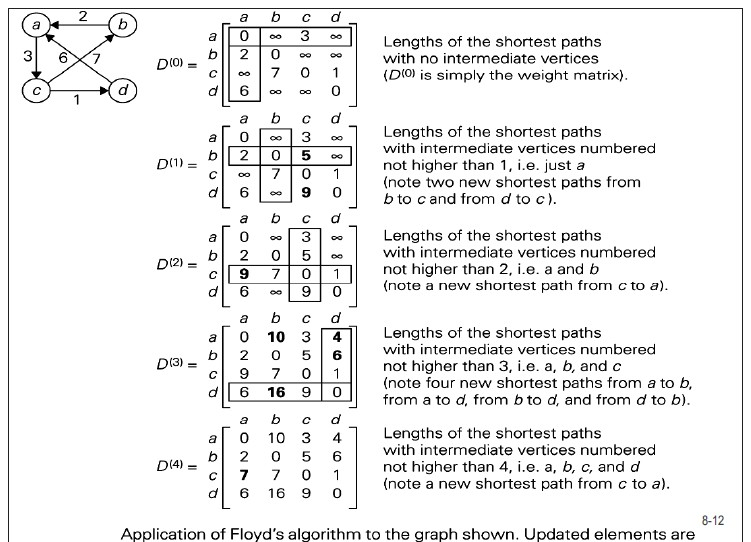 a 2 b
3 6 7
c 1 d
a b c d
a 0 ∞ 3 ∞
b 2 0 ∞ ∞
D(0) =
c ∞ 7 0 1
d 6 ∞ ∞ 0
Lengths of the shortest paths
with no intermediate vertices
(D(0) is simply the weight matrix).
a b c d
a 0 ∞ 3 ∞
b 2 0 5 ∞
D(1) =
c ∞ 7 0 1
d 6 ∞ 9 0
Lengths of the shortest paths
with intermediate vertices numbered
not higher than 1, i.e. just a
(note two new shortest paths from
b to c and from d to c).
a b c d
a 0 ∞ 3 ∞
b 2 0 5 ∞
D(2) =
c 9 7 0 1
d 6 ∞ 9 0
Lengths of the shortest paths
with intermediate vertices numbered
not higher than 2, i.e. a and b
(note a new shortest path from c to a).
a b c d
a 0 10 3 4
b 2 0 5 6
D(3) =
c 9 7 0 1
d 6 16 9 0
Lengths of the shortest paths
with intermediate vertices numbered
not higher than 3, i.e. a, b, and c
(note four new shortest paths from a to b,
from a to d, from b to d, and from d to b).
a b c d
a 0 10 3 4
b 2 0 5 6
D(4) =
c 7 7 0 1
d 6 16 9 0
Lengths of the shortest paths
with intermediate vertices numbered
not higher than 4, i.e. a, b, c, and d
(note a new shortest path from c to a).
8-12
Application of Floyd's algorithm to the graph shown. Updated elements are